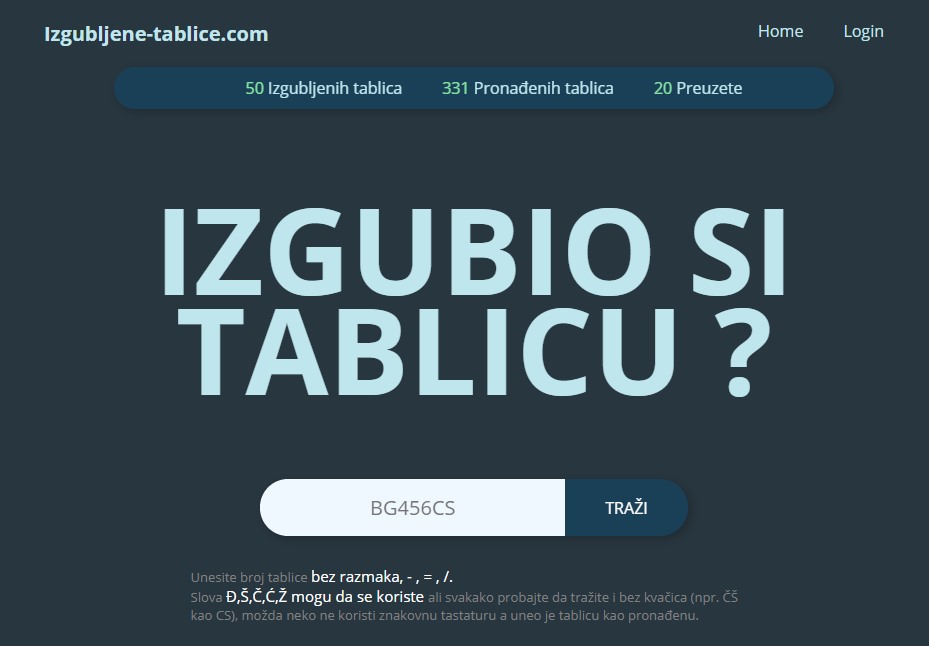 Izgubljene-tablice.com
Home
Login
50 Izgubljenih tablica
331 Pronađenih tablica
20 Preuzete
IZGUBIO SI
TABLICU ?
BG456CS
TRAŽI
Unesite broj tablice bez razmaka, - , = , /.
Slova Đ,Š,Č,Ć,Ž mogu da se koriste ali svakako probajte da tražite i bez kvačica (npr. ČŠ
kao CS), možda neko ne koristi znakovnu tastaturu a uneo je tablicu kao pronađenu.